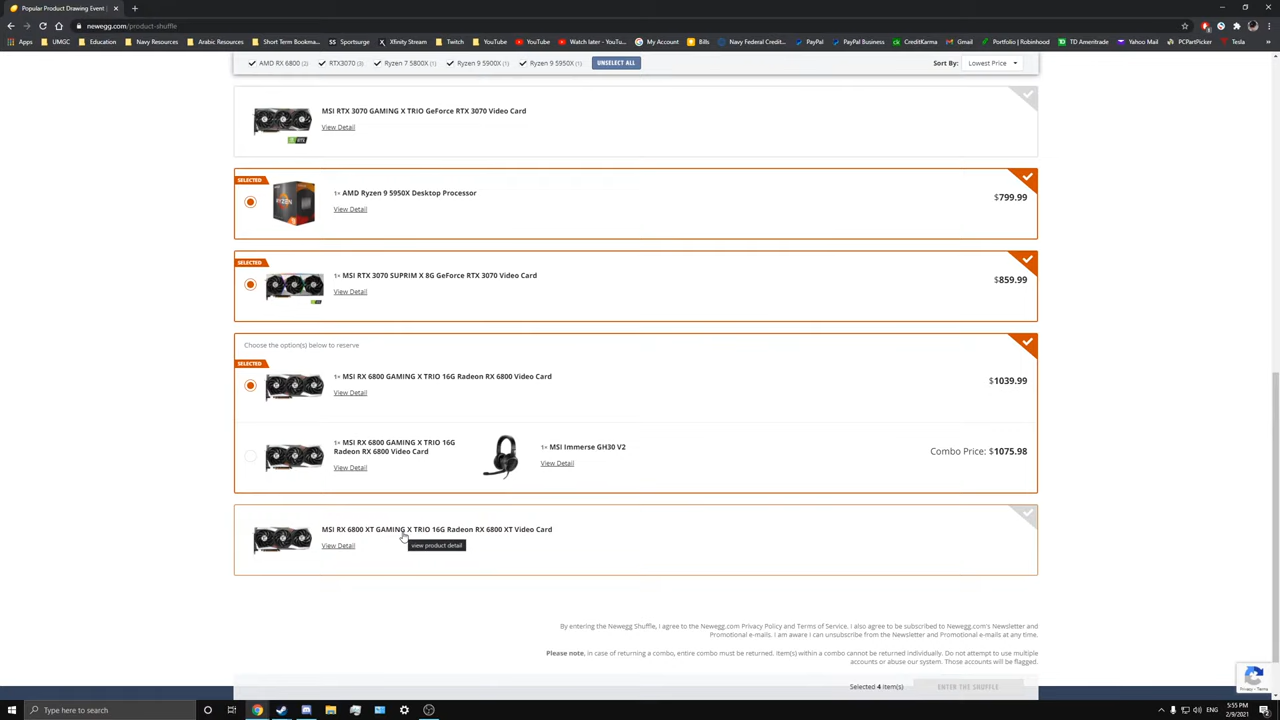 Popular Product Drawing Event |
newegg.com/product-shuffle
Apps UMGC Education Navy Resources Arabic Resources Short Term Bookma... Sportsurge Xfinity Stream Twitch YouTube YouTube Watch later - YouTu... My Account Bills Navy Federal Credit... PayPal PayPal Business CreditKarma Gmail Portfolio | Robinhood TD Ameritrade Yahoo Mail PCPartPicker Tesla
AMD RX 6800 (2) RTX3070 (3) Ryzen 7 5800X (1) Ryzen 9 5900X (1) Ryzen 9 5950X (1) UNSELECT ALL Sort By: Lowest Price
MSI RTX 3070 GAMING X TRIO GeForce RTX 3070 Video Card
View Detail
SELECTED
1× AMD Ryzen 9 5950X Desktop Processor
$799.99
View Detail
SELECTED
1× MSI RTX 3070 SUPRIM X 8G GeForce RTX 3070 Video Card
$859.99
View Detail
Choose the option(s) below to reserve
SELECTED
1× MSI RX 6800 GAMING X TRIO 16G Radeon RX 6800 Video Card
$1039.99
View Detail
1× MSI RX 6800 GAMING X TRIO 16G
Radeon RX 6800 Video Card
View Detail
1× MSI Immerse GH30 V2
View Detail
Combo Price: $1075.98
MSI RX 6800 XT GAMING X TRIO 16G Radeon RX 6800 XT Video Card
View Detail
view product detail
By entering the Newegg Shuffle, I agree to the Newegg.com Privacy Policy and Terms of Service. I also agree to be subscribed to Newegg.com's Newsletter and
Promotional e-mails. I am aware I can unsubscribe from the Newsletter and Promotional e-mails at any time.
Please note, in case of returning a combo, entire combo must be returned. Item(s) within a combo cannot be returned individually. Do not attempt to use multiple
accounts or abuse our system. Those accounts will be flagged.
Selected 4 item(s) ENTER THE SHUFFLE
Privacy - Terms
Type here to search
ENG
5:55 PM
2/9/2021